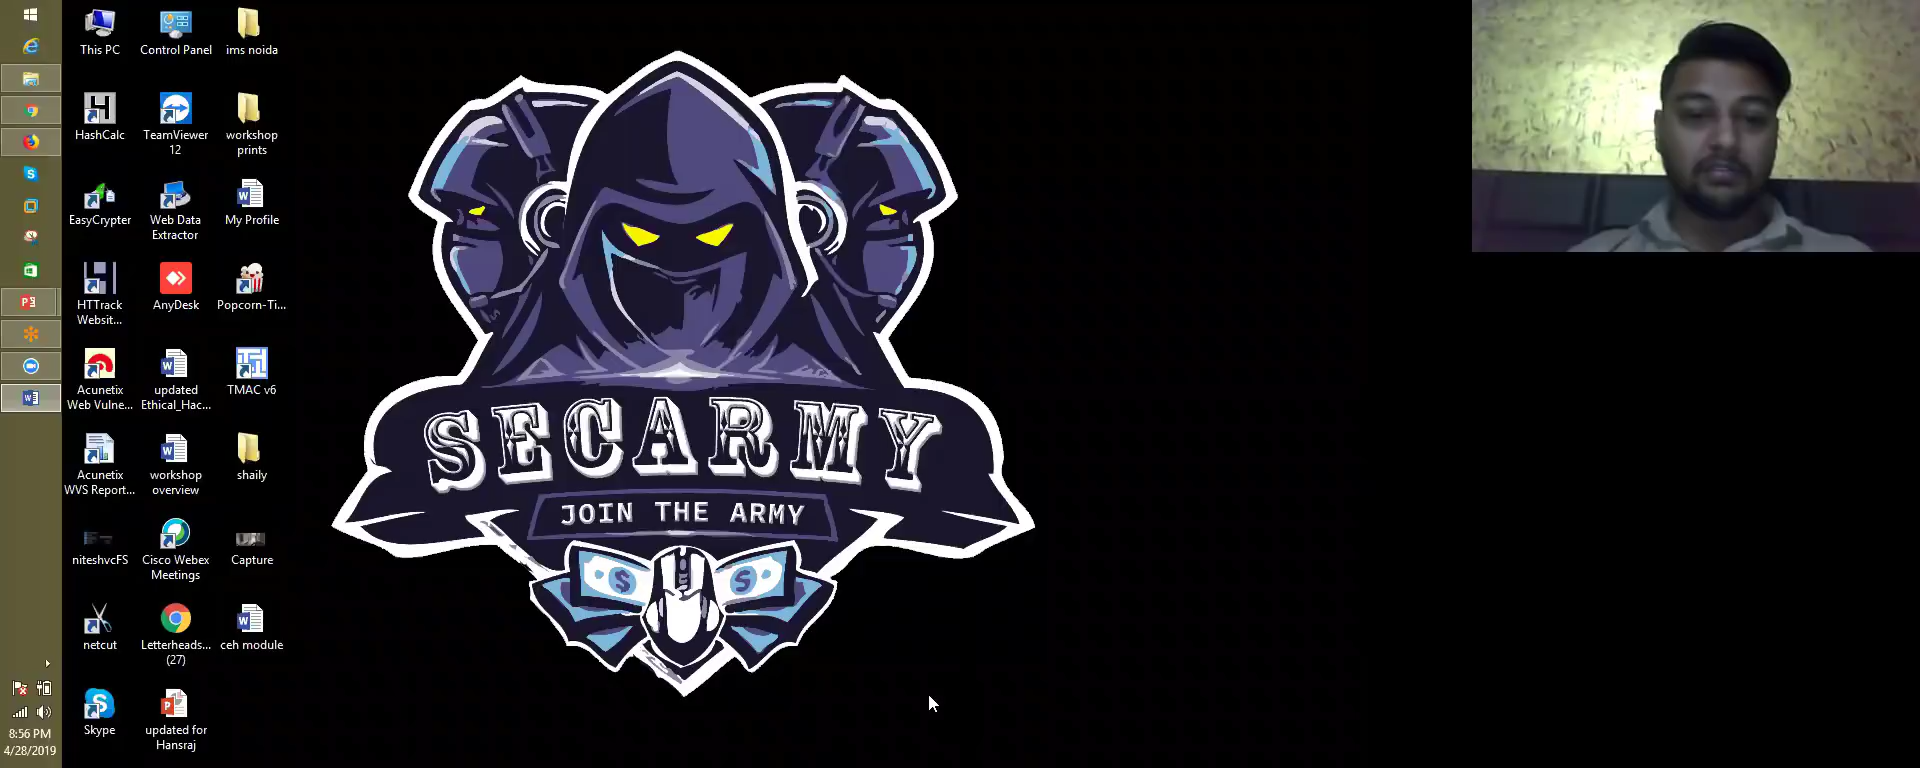 This PC
Control Panel
ims noida
HashCalc
TeamViewer
12
workshop
prints
EasyCrypter
Web Data
Extractor
My Profile
HTTrack
Websit...
AnyDesk
Popcorn-Ti...
Acunetix
Web Vulne...
updated
Ethical_Hac...
TMAC v6
Acunetix
WVS Report...
workshop
overview
shaily
niteshvcFS
Cisco Webex
Meetings
Capture
netcut
Letterheads...
(27)
ceh module
Skype
updated for
Hansraj
SECARMY
JOIN THE ARMY
8:56 PM
4/28/2019